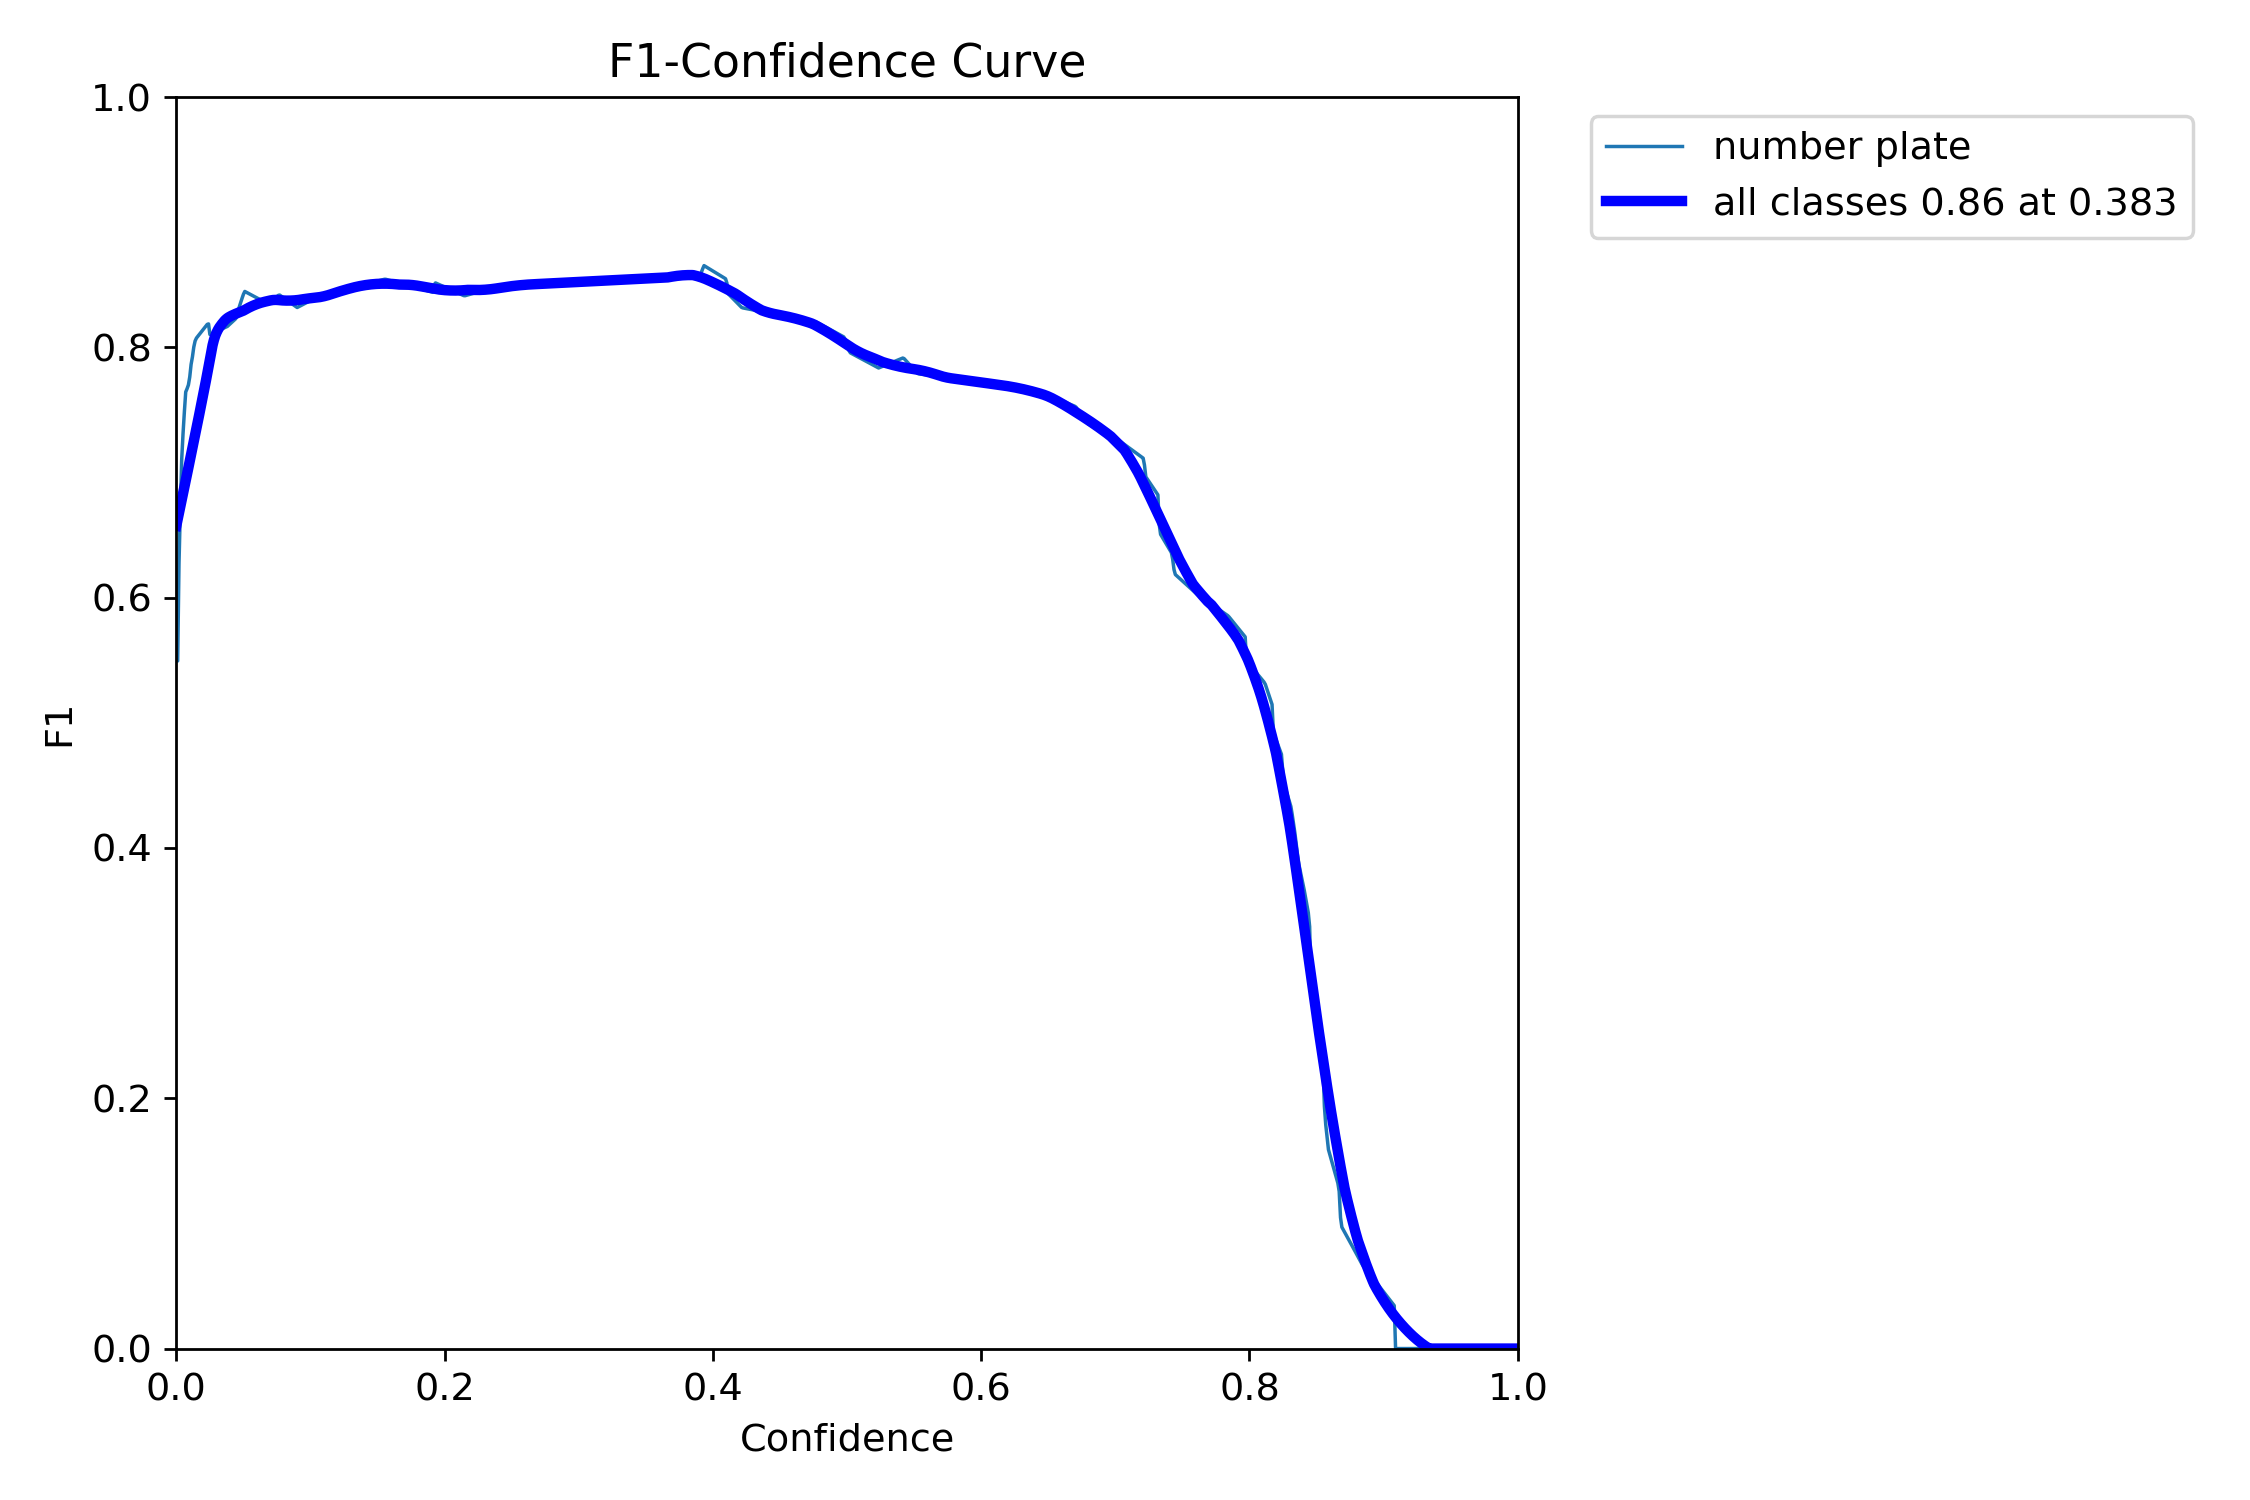 F1-Confidence Curve
1.0
0.8
0.6
0.4
0.2
0.0
F1
0.0 0.2 0.4 0.6 0.8 1.0
Confidence
number plate
all classes 0.86 at 0.383